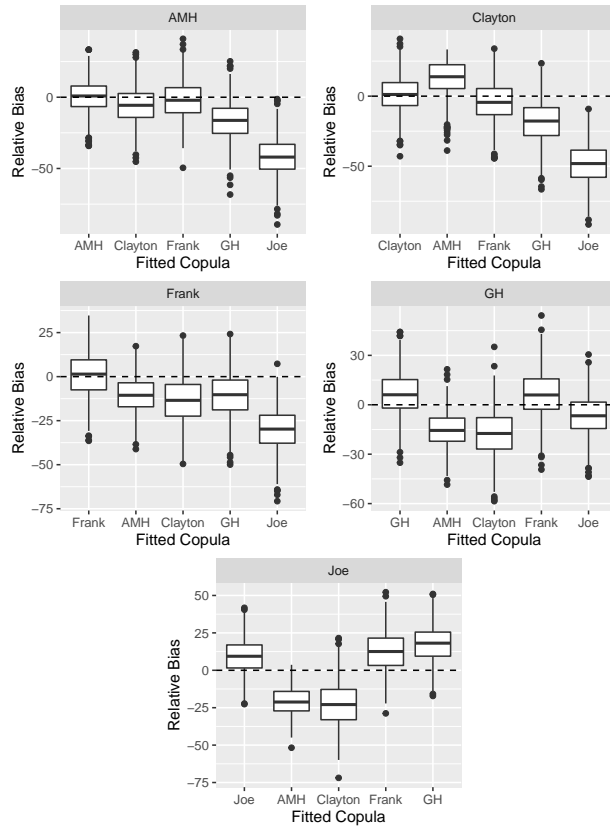 AMH
Relative Bias
0
−50
AMH Clayton Frank GH Joe
Fitted Copula
Clayton
Relative Bias
0
−50
Clayton AMH Frank GH Joe
Fitted Copula
Frank
Relative Bias
25
0
−25
−50
−75
Frank AMH Clayton GH Joe
Fitted Copula
GH
Relative Bias
30
0
−30
−60
GH AMH Clayton Frank Joe
Fitted Copula
Joe
Relative Bias
50
25
0
−25
−50
−75
Joe AMH Clayton Frank GH
Fitted Copula